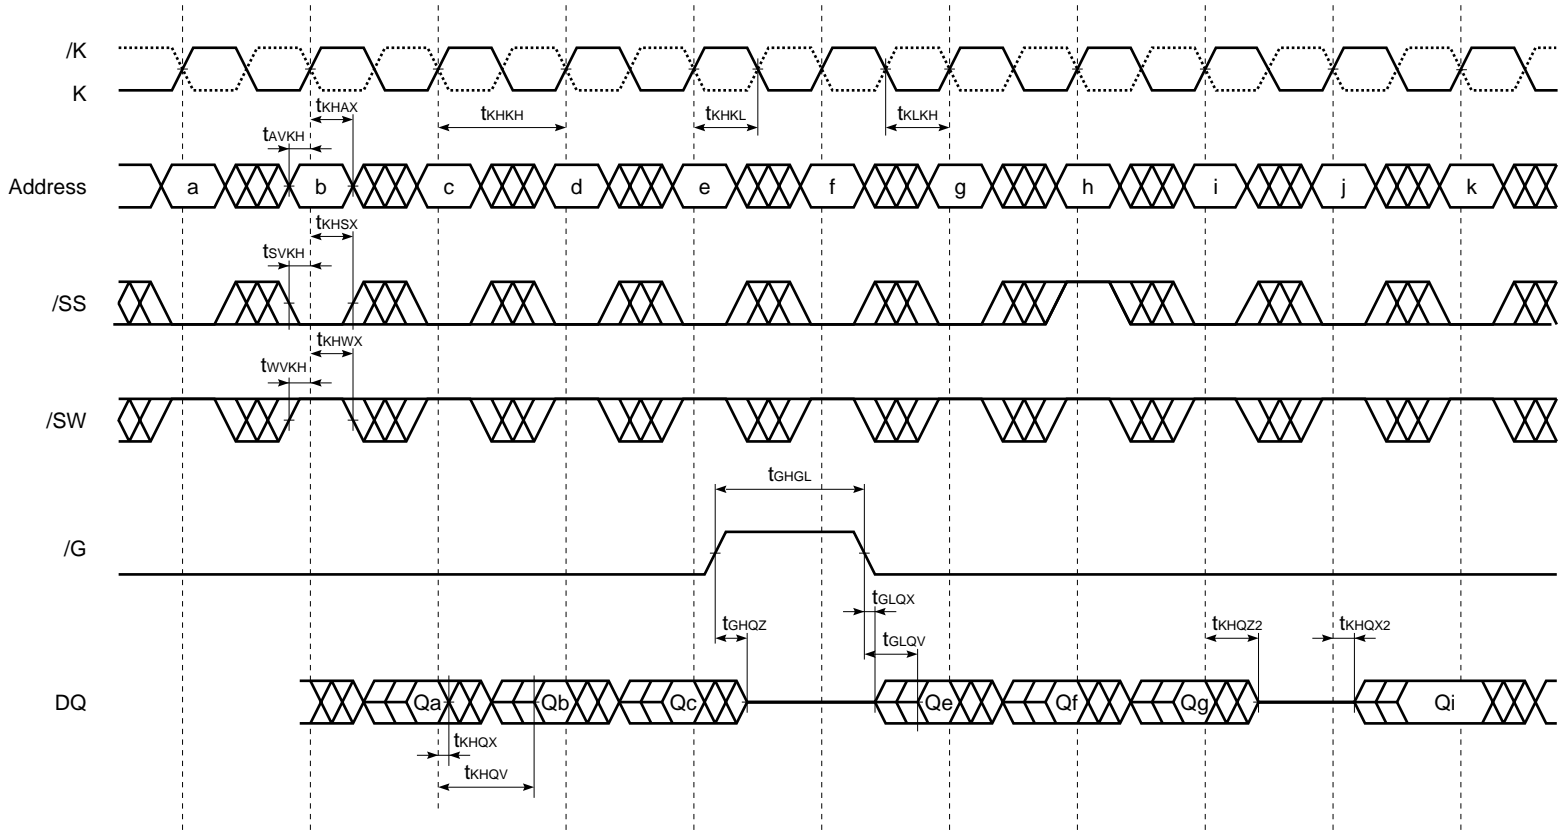 /K
K
tKHAX
tAVKH
tKHKH
tKHKL
tKLKH
Address
a b c d e f g h i j k
tKHSX
tSVKH
/SS
tKHWX
tWVKH
/SW
tGHGL
/G
tGLQX
tGHQZ
tGLQV
tKHQZ2
tKHQX2
DQ
Qa Qb Qc Qe Qf Qg Qi
tKHQX
tKHQV